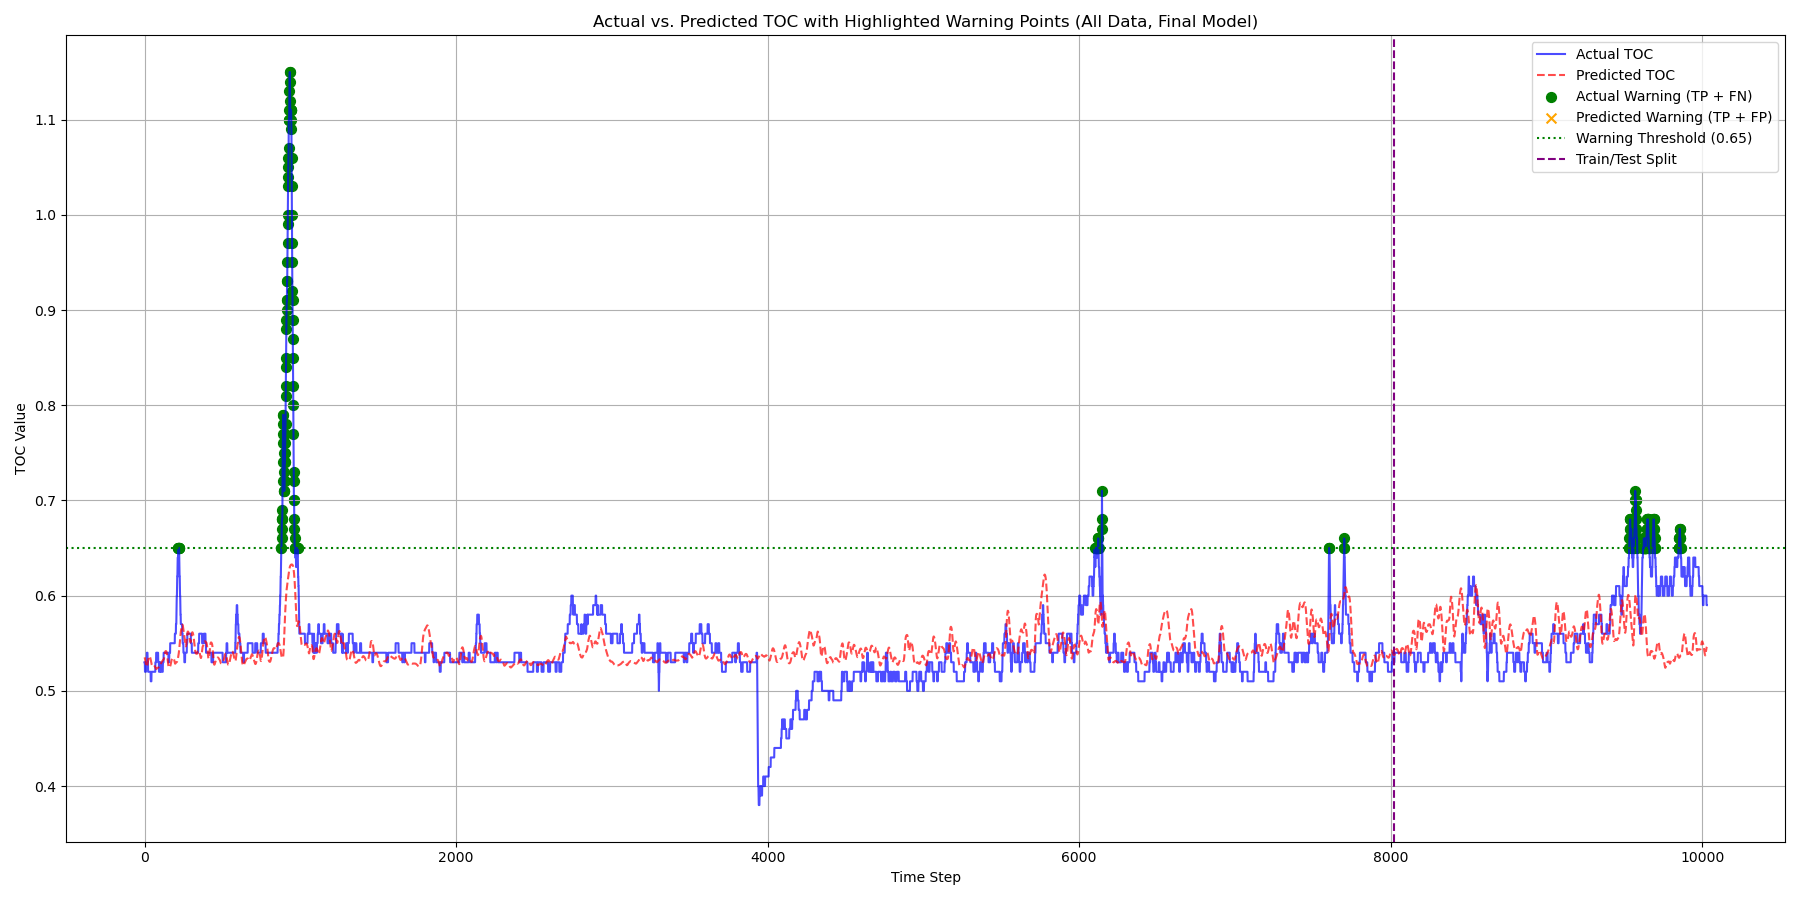 Actual vs. Predicted TOC with Highlighted Warning Points (All Data, Final Model)
Actual TOC
Predicted TOC
Actual Warning (TP + FN)
Predicted Warning (TP + FP)
Warning Threshold (0.65)
Train/Test Split
TOC Value
1.1
1.0
0.9
0.8
0.7
0.6
0.5
0.4
0 2000 4000 6000 8000 10000
Time Step